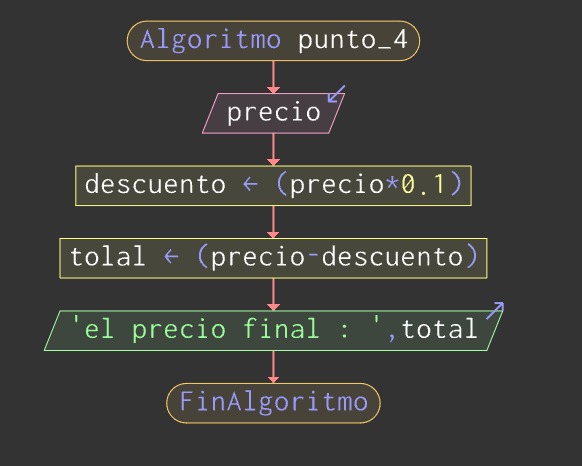 Algoritmo punto_4
precio
descuento ← (precio*0.1)
tolal ← (precio-descuento)
'el precio final : ',total
FinAlgoritmo